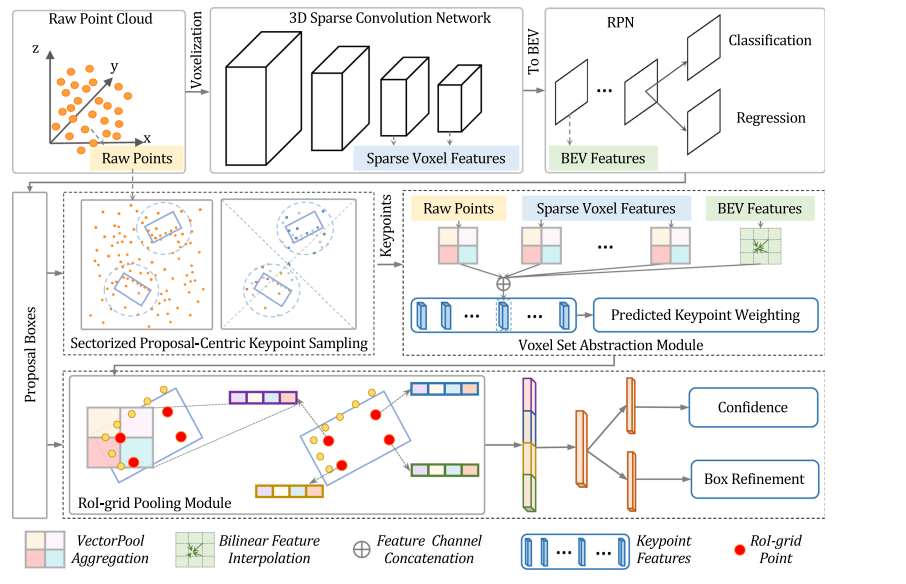 Raw Point Cloud
z
y
x
Raw Points
Voxelization
3D Sparse Convolution Network
Sparse Voxel Features
To BEV
RPN
...
Classification
Regression
BEV Features
Proposal Boxes
Sectorized Proposal-Centric Keypoint Sampling
Keypoints
Raw Points
Sparse Voxel Features
BEV Features
...
... ...
Predicted Keypoint Weighting
Voxel Set Abstraction Module
RoI-grid Pooling Module
Confidence
Box Refinement
VectorPool
Aggregation
Bilinear Feature
Interpolation
Feature Channel
Concatenation
... ...
Keypoint
Features
RoI-grid
Point